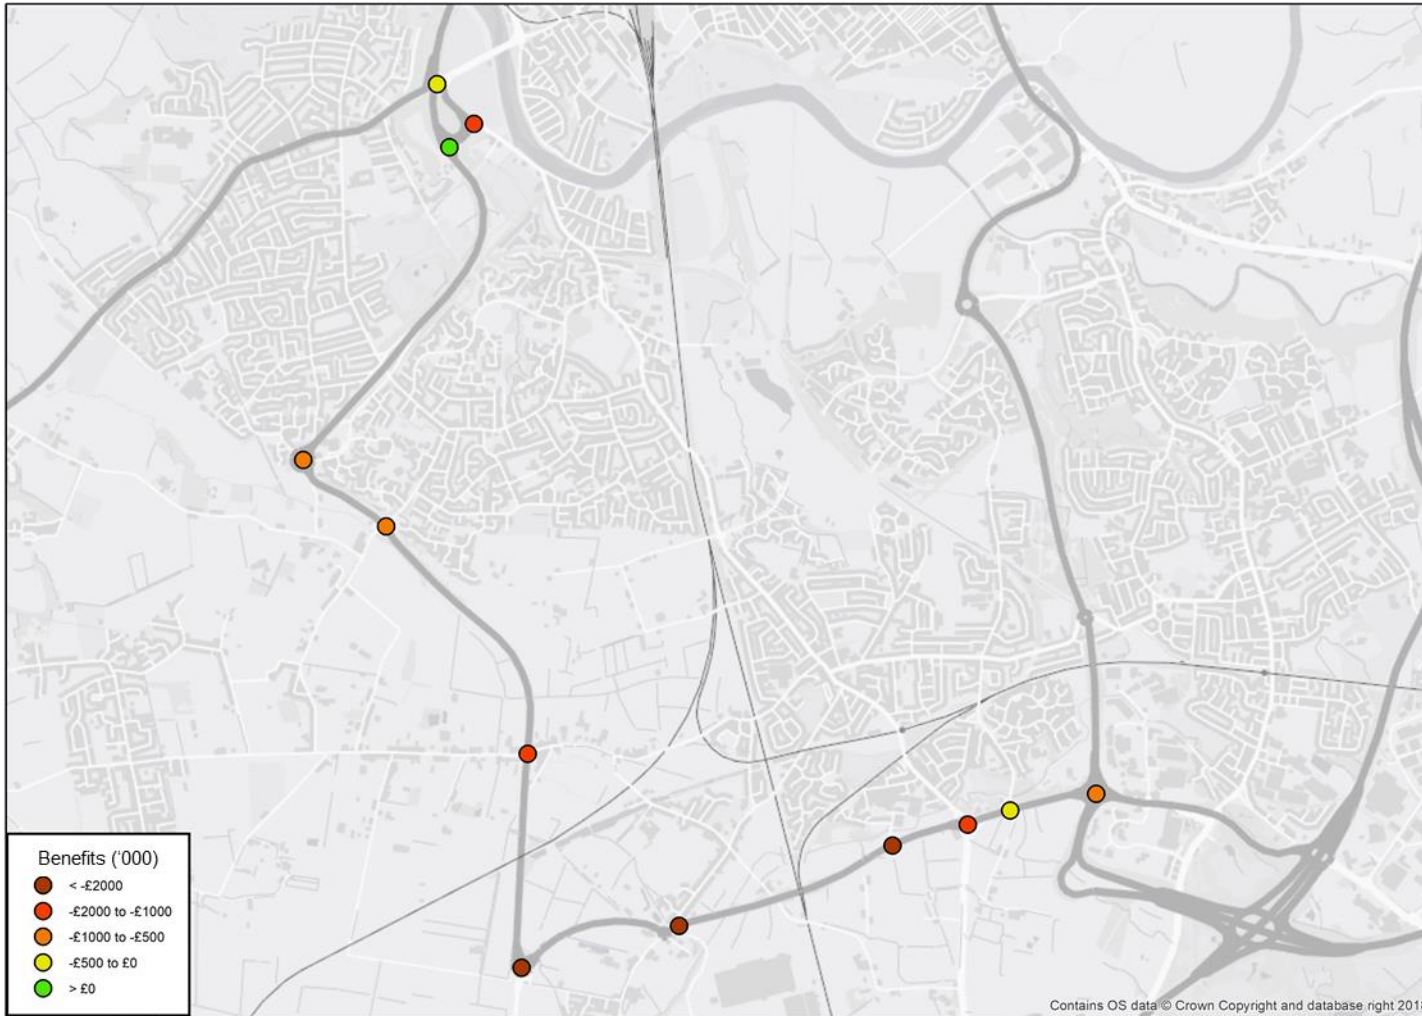 Benefits (‘000)
< -£2000
-£2000 to -£1000
-£1000 to -£500
-£500 to £0
> £0
Contains OS data © Crown Copyright and database right 2018